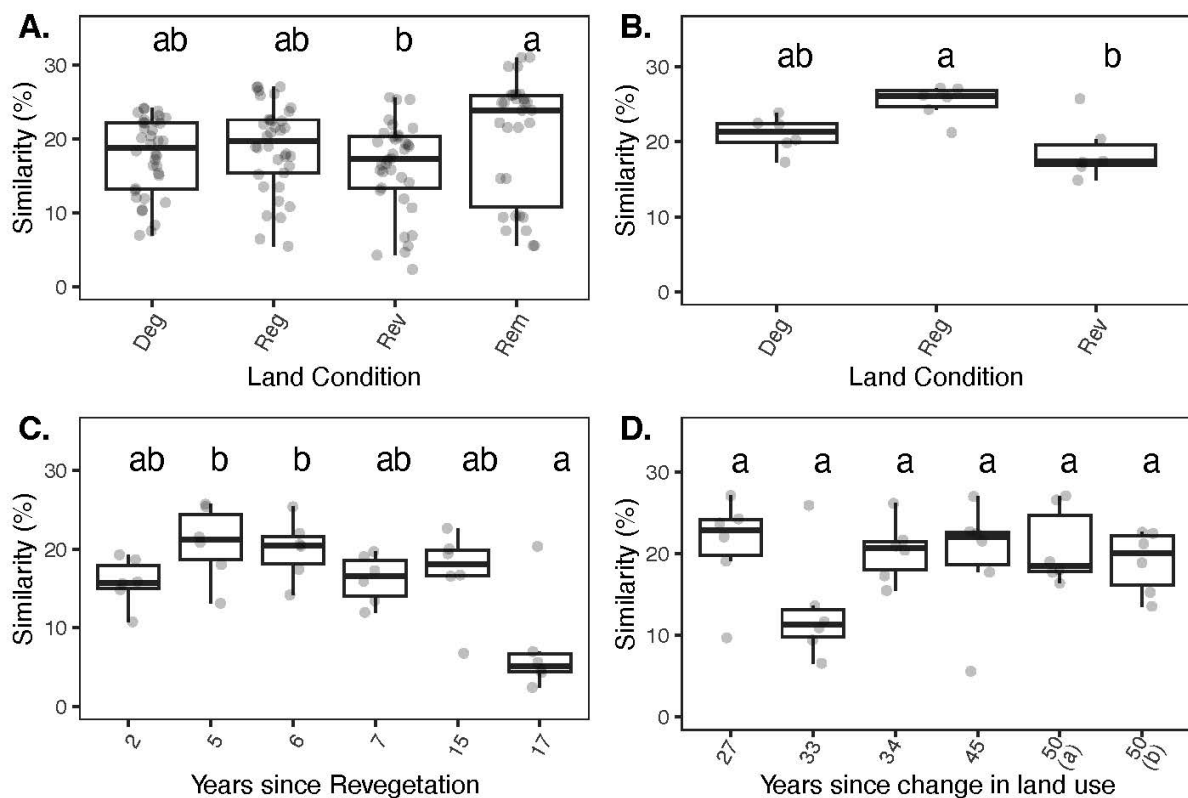 A.
ab ab b a
Similarity (%)
30
20
10
0
Deg Reg Rev Rem
Land Condition
B.
ab a b
Similarity (%)
30
20
10
0
Deg Reg Rev
Land Condition
C.
ab b b ab ab a
Similarity (%)
30
20
10
0
2 5 6 7 15 17
Years since Revegetation
D.
a a a a a a
Similarity (%)
30
20
10
0
27 33 34 45 50 (a) 50 (b)
Years since change in land use